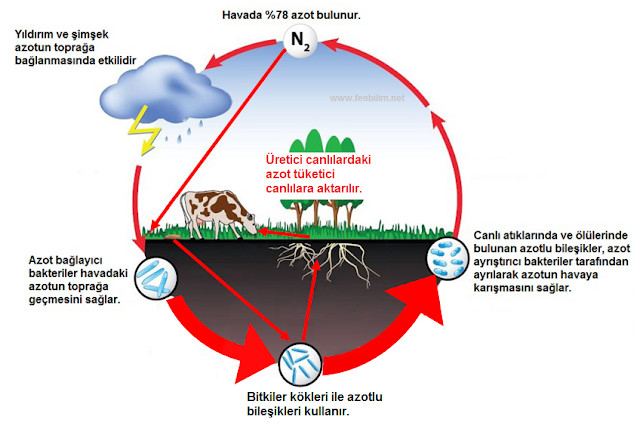 Havada %78 azot bulunur.
Yıldırım ve şimşek
azotun toprağa
bağlanmasında etkilidir
N2
www.fenbilim.net
Üretici canlılardaki
azot tüketici
canlılara aktarılır.
Azot bağlayıcı
bakteriler havadaki
azotun toprağa
geçmesini sağlar.
Canlı atıklarında ve ölülerinde
bulunan azotlu bileşikler, azot
ayrıştırıcı bakteriler tarafından
ayrılarak azotun havaya
karışmasını sağlar.
Bitkiler kökleri ile azotlu
bileşikleri kullanır.